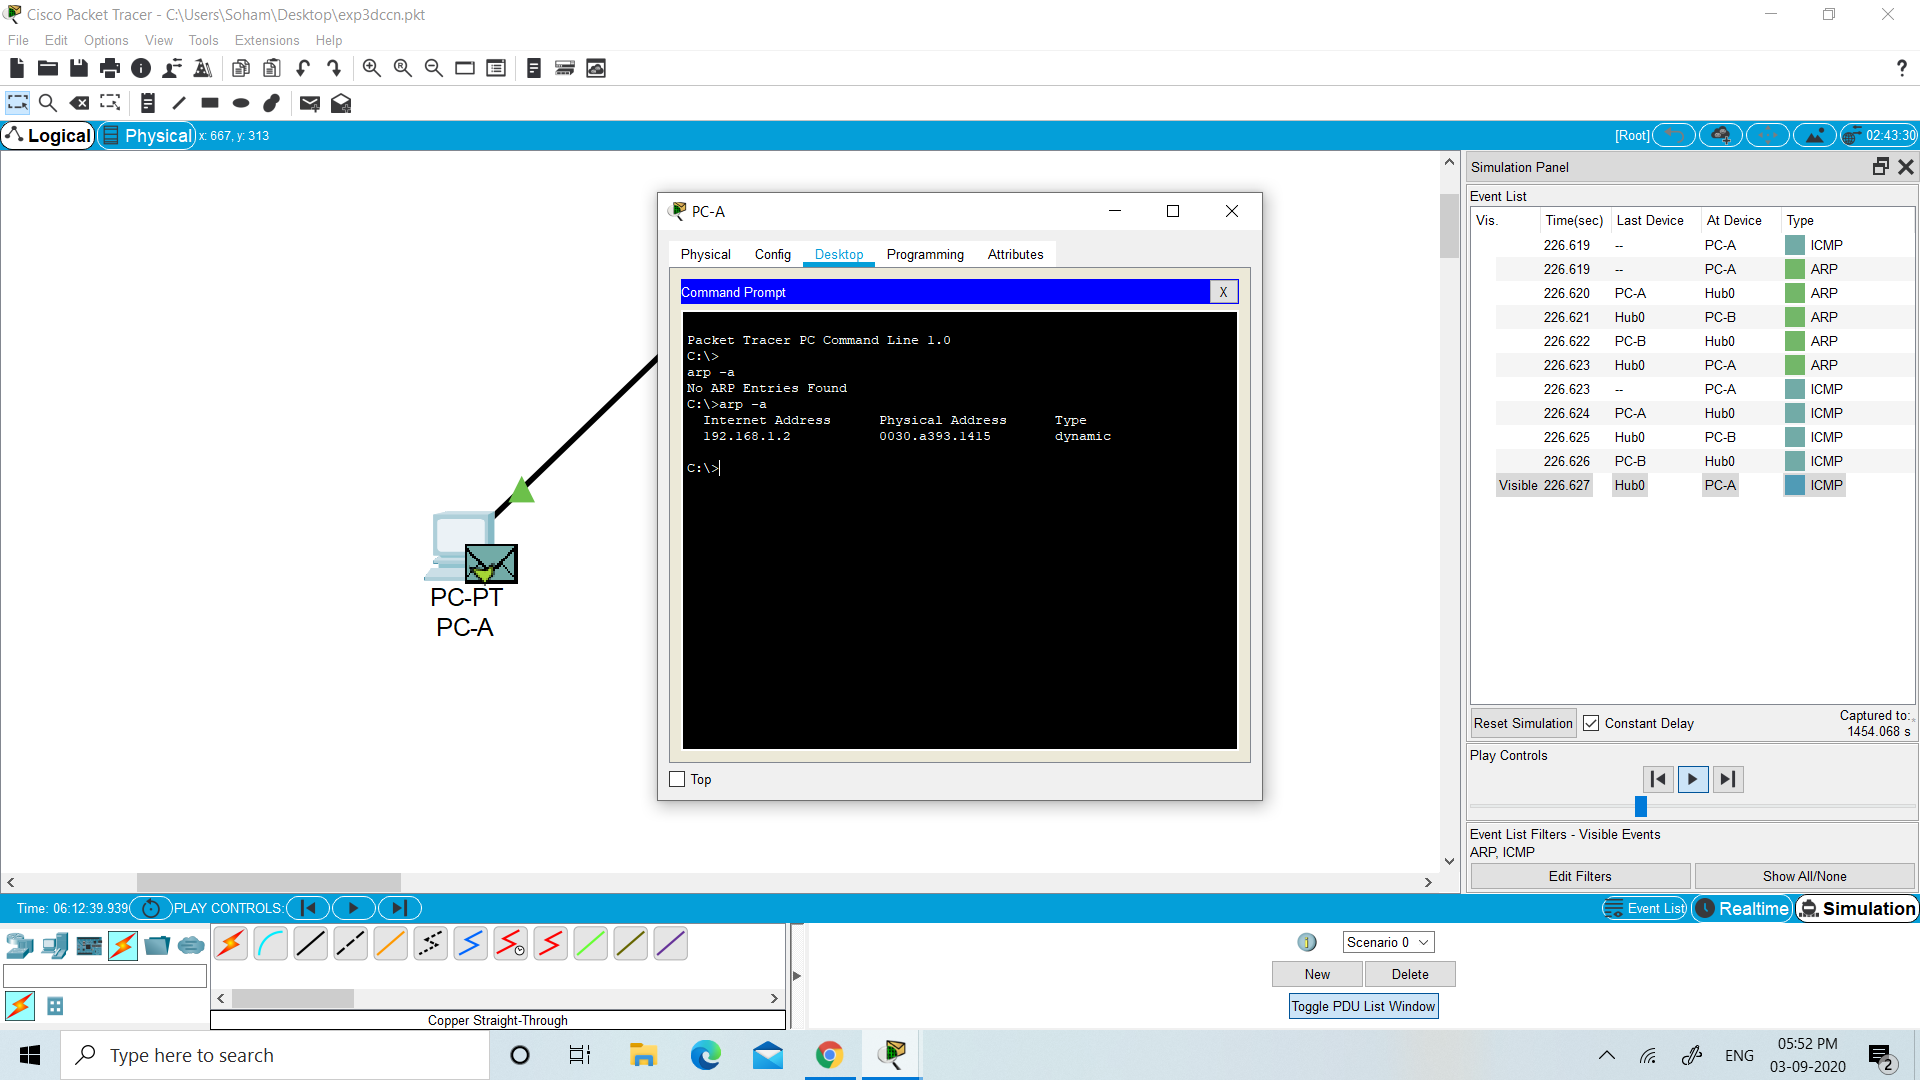 Cisco Packet Tracer - C:\Users\Soham\Desktop\exp3dccn.pkt
File Edit Options View Tools Extensions Help
?
Logical Physical x: 667, y: 313 [Root] 02:43:30
PC-PT
PC-A
PC-A
Physical Config Desktop Programming Attributes
Command Prompt X
Packet Tracer PC Command Line 1.0
C:\>
arp -a
No ARP Entries Found
C:\>arp -a
Internet Address Physical Address Type
192.168.1.2 0030.a393.1415 dynamic
C:\>
Top
Simulation Panel
Event List
Vis. Time(sec) Last Device At Device Type
226.619 -- PC-A ICMP
226.619 -- PC-A ARP
226.620 PC-A Hub0 ARP
226.621 Hub0 PC-B ARP
226.622 PC-B Hub0 ARP
226.623 Hub0 PC-A ARP
226.623 -- PC-A ICMP
226.624 PC-A Hub0 ICMP
226.625 Hub0 PC-B ICMP
226.626 PC-B Hub0 ICMP
Visible 226.627 Hub0 PC-A ICMP
Reset Simulation Constant Delay Captured to:
1454.068 s
Play Controls
Event List Filters - Visible Events
ARP, ICMP
Edit Filters Show All/None
Time: 06:12:39.939 PLAY CONTROLS: Event List Realtime Simulation
Scenario 0
New Delete
Toggle PDU List Window
Copper Straight-Through
Type here to search
ENG
05:52 PM
03-09-2020
2